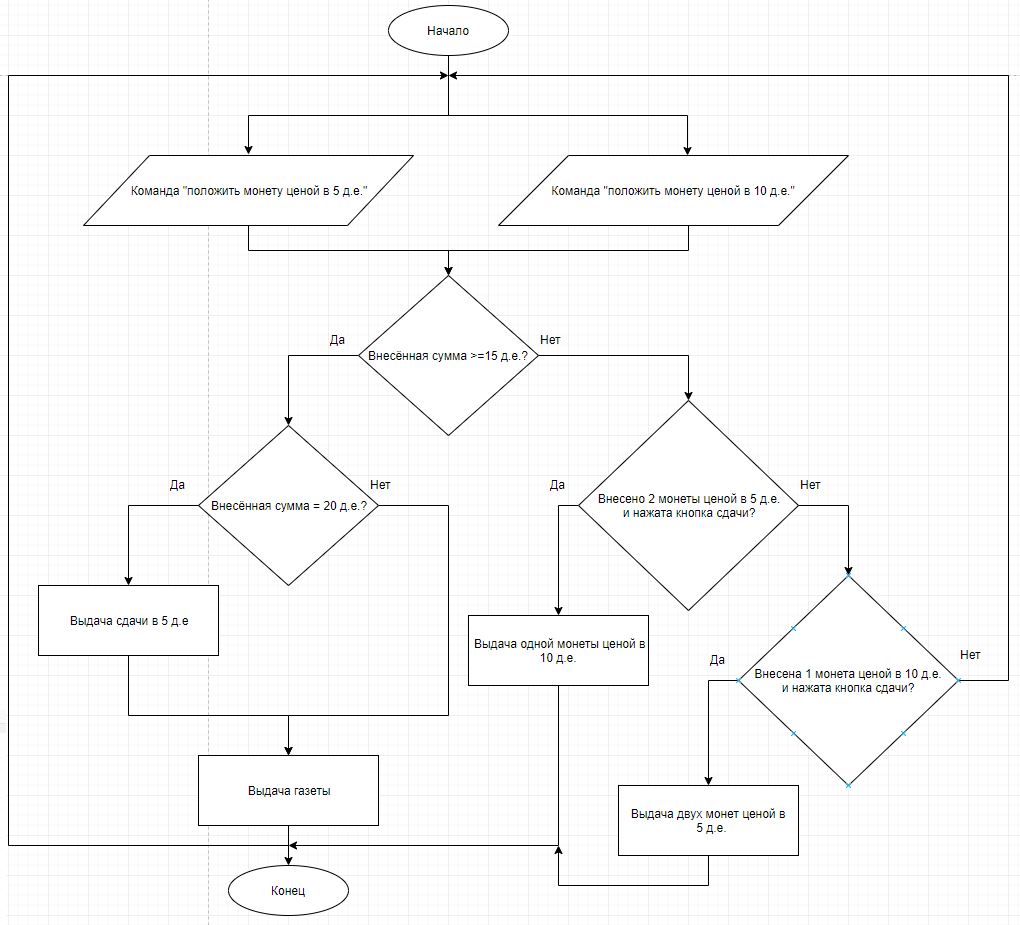 Начало
Команда "положить монету ценой в 5 д.е."
Команда "положить монету ценой в 10 д.е."
Да
Нет
Внесённая сумма >=15 д.е.?
Да
Нет
Внесённая сумма = 20 д.е.?
Да
Нет
Внесено 2 монеты ценой в 5 д.е.
и нажата кнопка сдачи?
Выдача сдачи в 5 д.е
Выдача одной монеты ценой в
10 д.е.
Да
Нет
Внесена 1 монета ценой в 10 д.е.
и нажата кнопка сдачи?
Выдача газеты
Выдача двух монет ценой в
5 д.е.
Конец